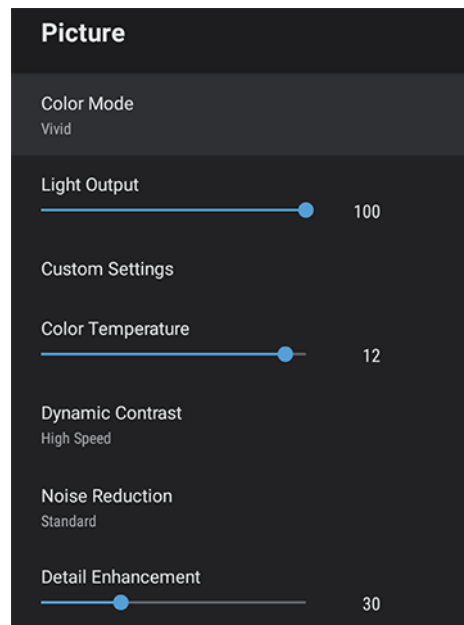 Picture
Color Mode
Vivid
Light Output
100
Custom Settings
Color Temperature
12
Dynamic Contrast
High Speed
Noise Reduction
Standard
Detail Enhancement
30